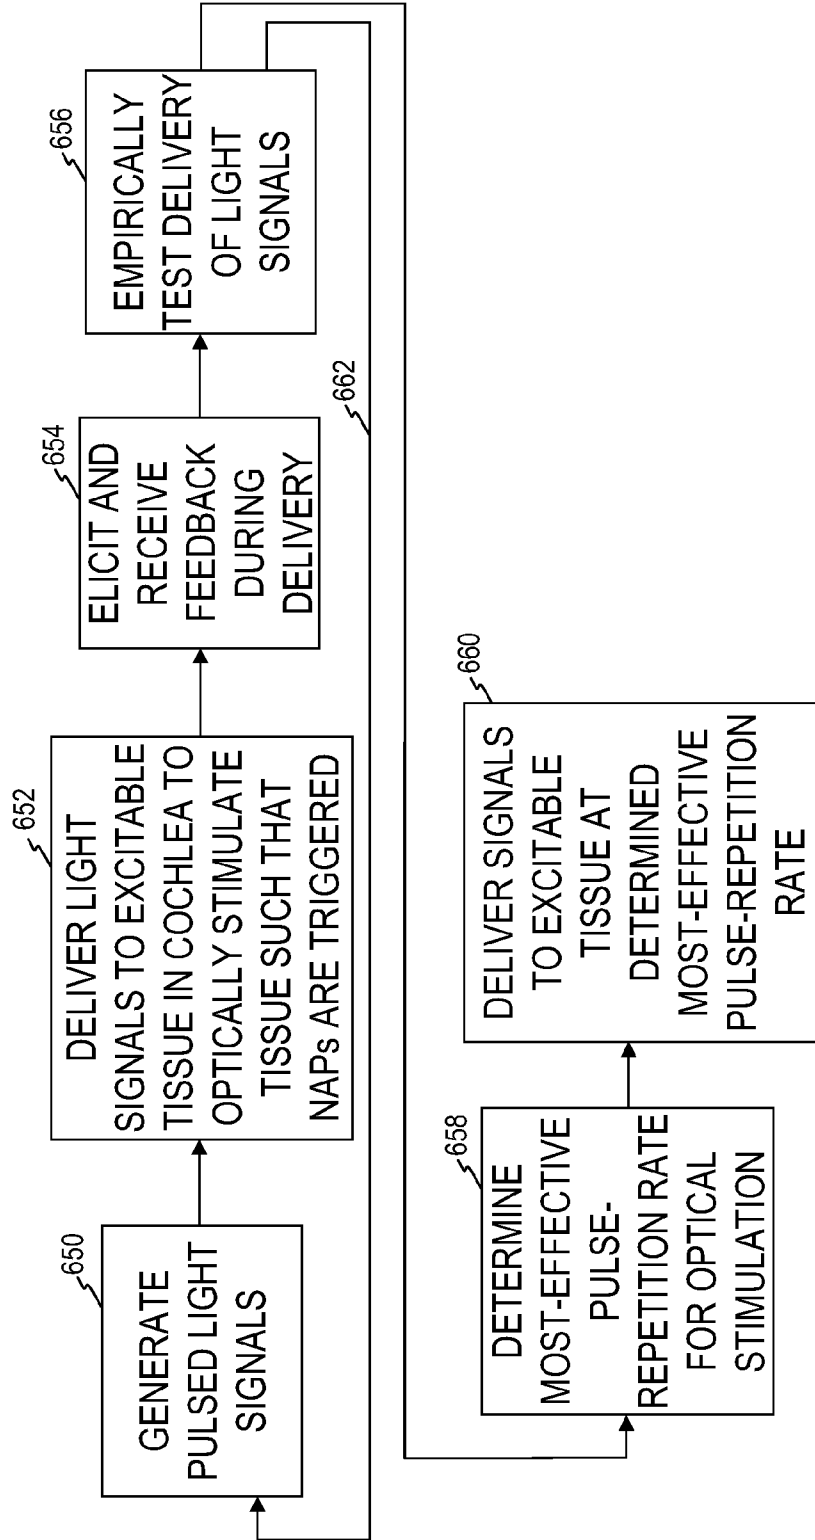 650
GENERATE
PULSED LIGHT
SIGNALS
652
DELIVER LIGHT
SIGNALS TO EXCITABLE
TISSUE IN COCHLEA TO
OPTICALLY STIMULATE
TISSUE SUCH THAT
NAPs ARE TRIGGERED
654
ELICIT AND
RECEIVE
FEEDBACK
DURING
DELIVERY
656
EMPIRICALLY
TEST DELIVERY
OF LIGHT
SIGNALS
662
658
DETERMINE
MOST-EFFECTIVE
PULSE-
REPETITION RATE
FOR OPTICAL
STIMULATION
660
DELIVER SIGNALS
TO EXCITABLE
TISSUE AT
DETERMINED
MOST-EFFECTIVE
PULSE-REPETITION
RATE